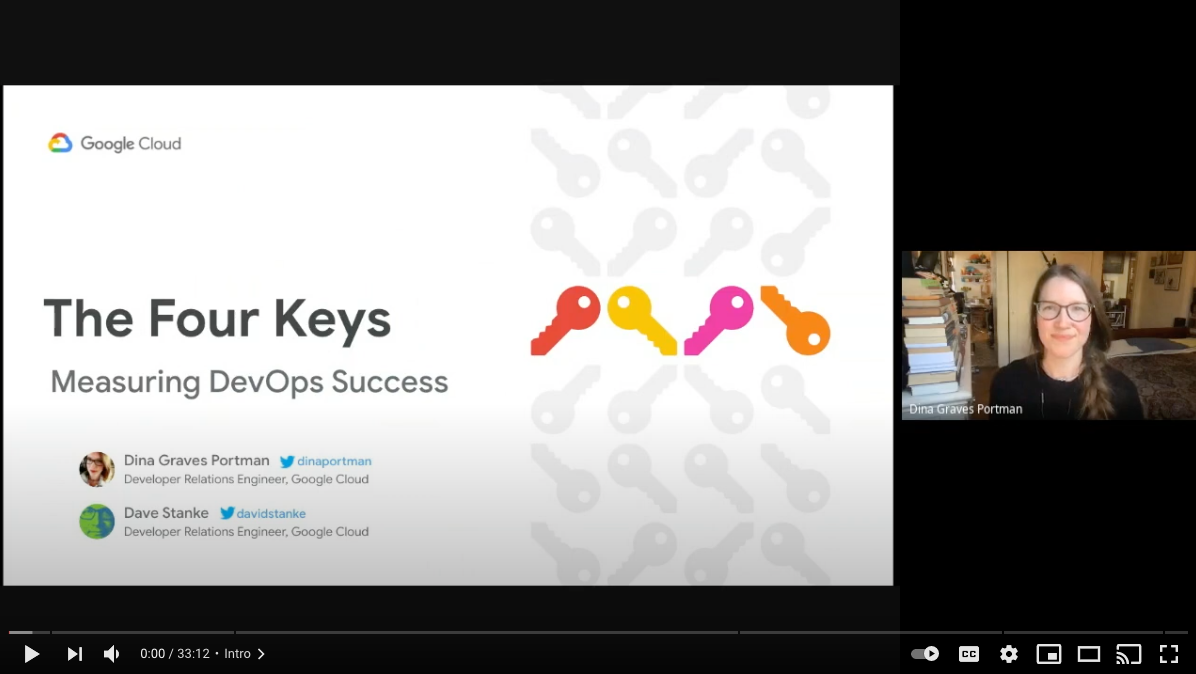 Google Cloud
The Four Keys
Measuring DevOps Success
Dina Graves Portman dinaportman
Developer Relations Engineer, Google Cloud
Dave Stanke davidstanke
Developer Relations Engineer, Google Cloud
Dina Graves Portman
0:00 / 33:12 • Intro
CC